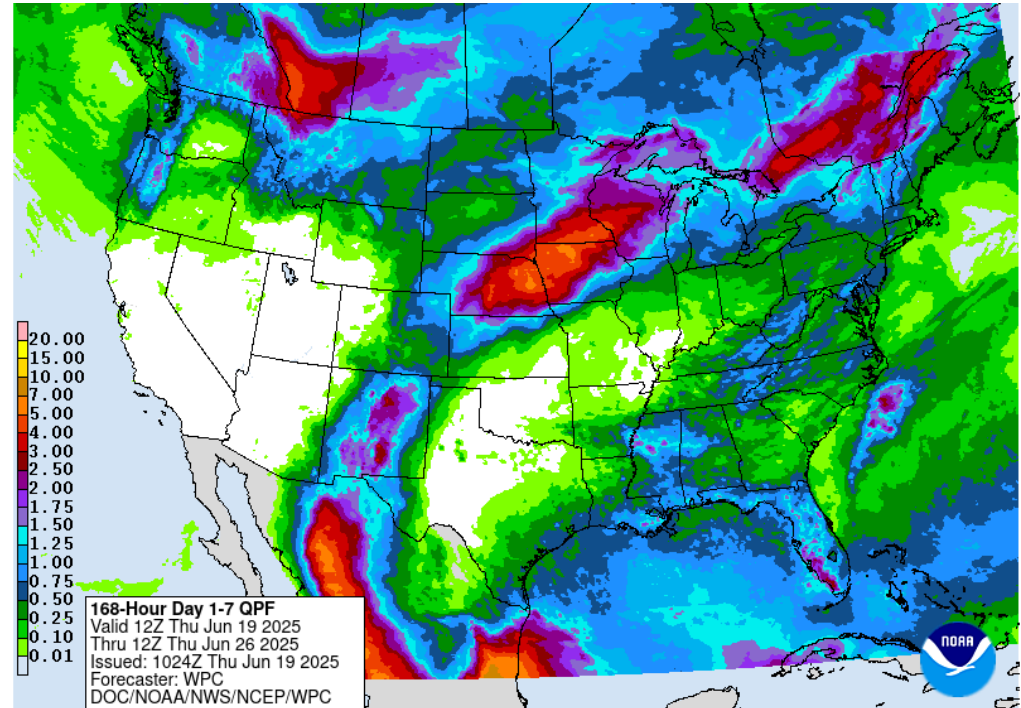 20.00
15.00
10.00
7.00
5.00
4.00
3.00
2.50
2.00
1.75
1.50
1.25
1.00
0.75
0.50
0.25
0.10
0.01
168-Hour Day 1-7 QPF
Valid 12Z Thu Jun 19 2025
Thru 12Z Thu Jun 26 2025
Issued: 1024Z Thu Jun 19 2025
Forecaster: WPC
DOC/NOAA/NWS/NCEP/WPC
NOAA